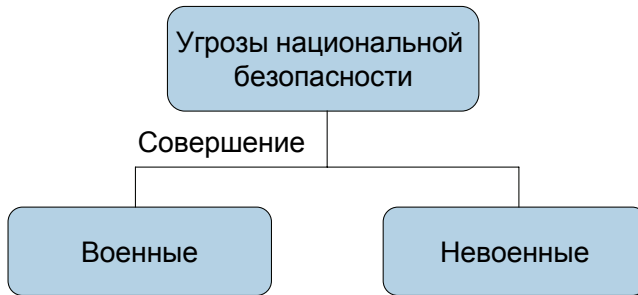 Угрозы национальной
безопасности
Совершение
Военные
Невоенные